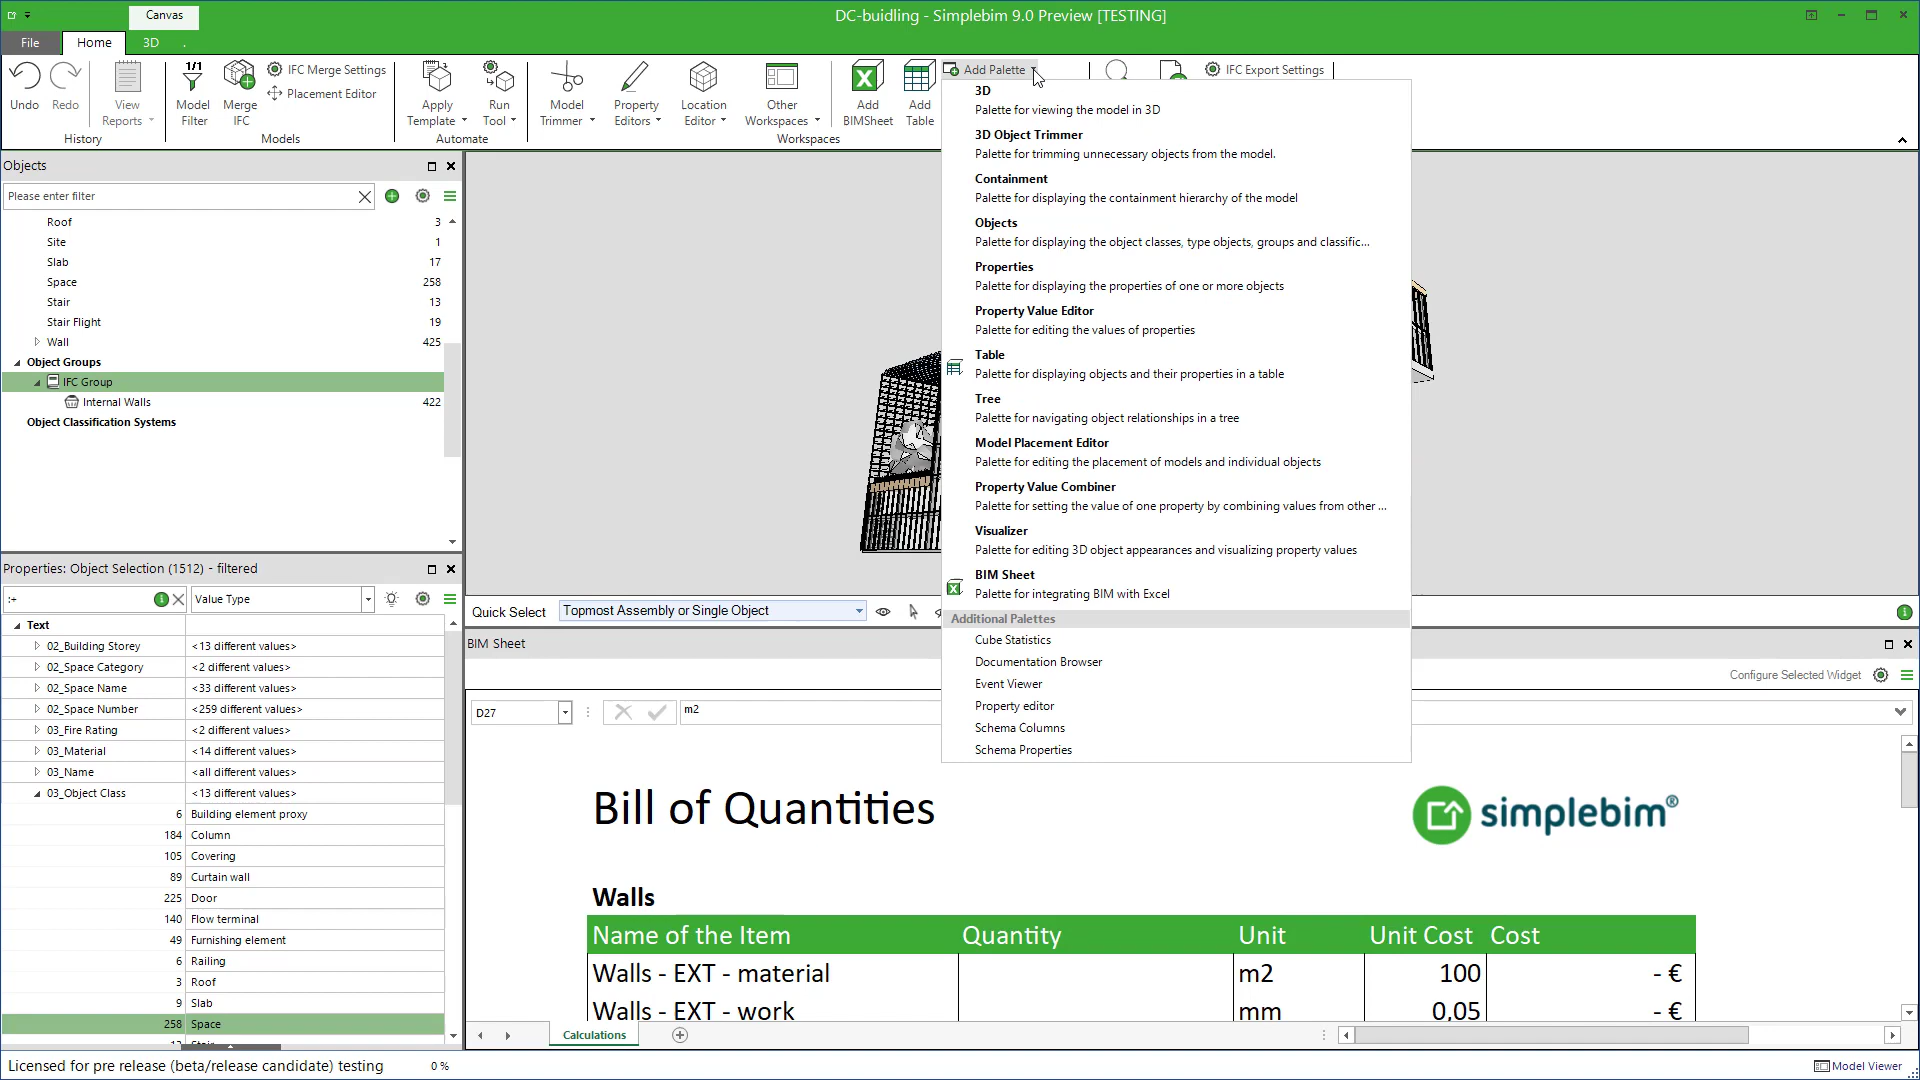 Canvas
DC-buidling - Simplebim 9.0 Preview [TESTING]
File
Home
3D
.
Undo
Redo
View
Reports
History
1/1
Model
Filter
Merge
IFC
IFC Merge Settings
Placement Editor
Models
Apply
Template
Run
Tool
Automate
Model
Trimmer
Property
Editors
Location
Editor
Other
Workspaces
Workspaces
Add
BIMSheet
Add
Table
Add Palette
IFC Export Settings
3D
Palette for viewing the model in 3D
3D Object Trimmer
Palette for trimming unnecessary objects from the model.
Containment
Palette for displaying the containment hierarchy of the model
Objects
Palette for displaying the object classes, type objects, groups and classific...
Properties
Palette for displaying the properties of one or more objects
Property Value Editor
Palette for editing the values of properties
Table
Palette for displaying objects and their properties in a table
Tree
Palette for navigating object relationships in a tree
Model Placement Editor
Palette for editing the placement of models and individual objects
Property Value Combiner
Palette for setting the value of one property by combining values from other ...
Visualizer
Palette for editing 3D object appearances and visualizing property values
BIM Sheet
Palette for integrating BIM with Excel
Additional Palettes
Cube Statistics
Documentation Browser
Event Viewer
Property editor
Schema Columns
Schema Properties
Objects
Please enter filter
Roof 3
Site 1
Slab 17
Space 258
Stair 13
Stair Flight 19
Wall 425
Object Groups
IFC Group
Internal Walls 422
Object Classification Systems
Properties: Object Selection (1512) - filtered
:+
Value Type
Text
02_Building Storey <13 different values>
02_Space Category <2 different values>
02_Space Name <33 different values>
02_Space Number <259 different values>
03_Fire Rating <2 different values>
03_Material <14 different values>
03_Name <all different values>
03_Object Class <13 different values>
6 Building element proxy
184 Column
105 Covering
89 Curtain wall
225 Door
140 Flow terminal
49 Furnishing element
6 Railing
3 Roof
9 Slab
258 Space
Quick Select
Topmost Assembly or Single Object
BIM Sheet
Configure Selected Widget
D27
m2
Bill of Quantities
simplebim®
Walls
Name of the Item Quantity Unit Unit Cost Cost
Walls - EXT - material m2 100 - €
Walls - EXT - work mm 0,05 - €
Calculations
Licensed for pre release (beta/release candidate) testing
0 %
Model Viewer